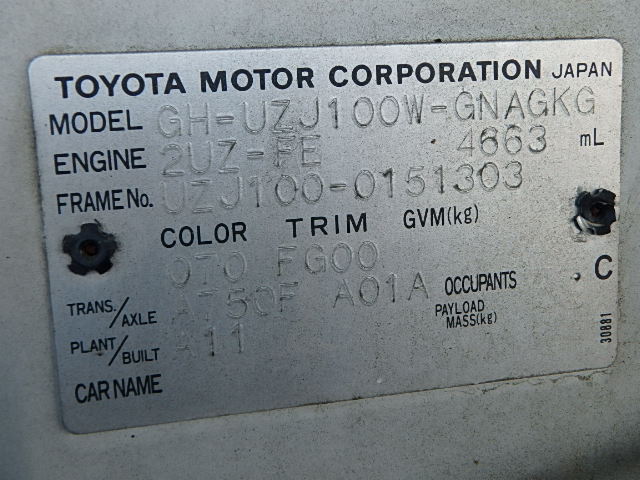 TOYOTA MOTOR CORPORATION JAPAN
MODEL GH-UZJ100W-GNAGKG
ENGINE 2UZ-FE 4663 mL
FRAME No. UZJ100-0151303
COLOR TRIM GVM(kg)
070 FG00
TRANS./AXLE A750F A01A OCCUPANTS . C
PAYLOAD MASS(kg)
PLANT/BUILT A11
CAR NAME
30881